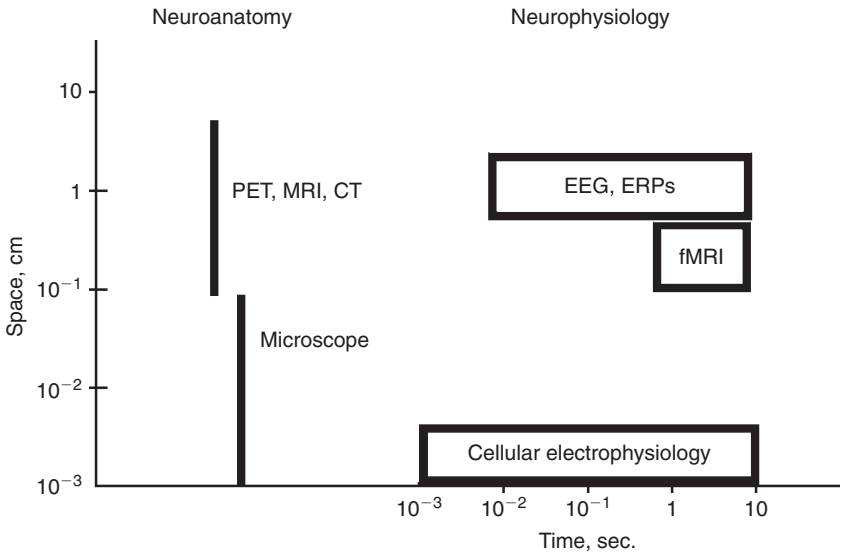 Neuroanatomy
Neurophysiology
Space, cm
10
1
10⁻¹
10⁻²
10⁻³
PET, MRI, CT
Microscope
EEG, ERPs
fMRI
Cellular electrophysiology
10⁻³ 10⁻² 10⁻¹ 1 10
Time, sec.